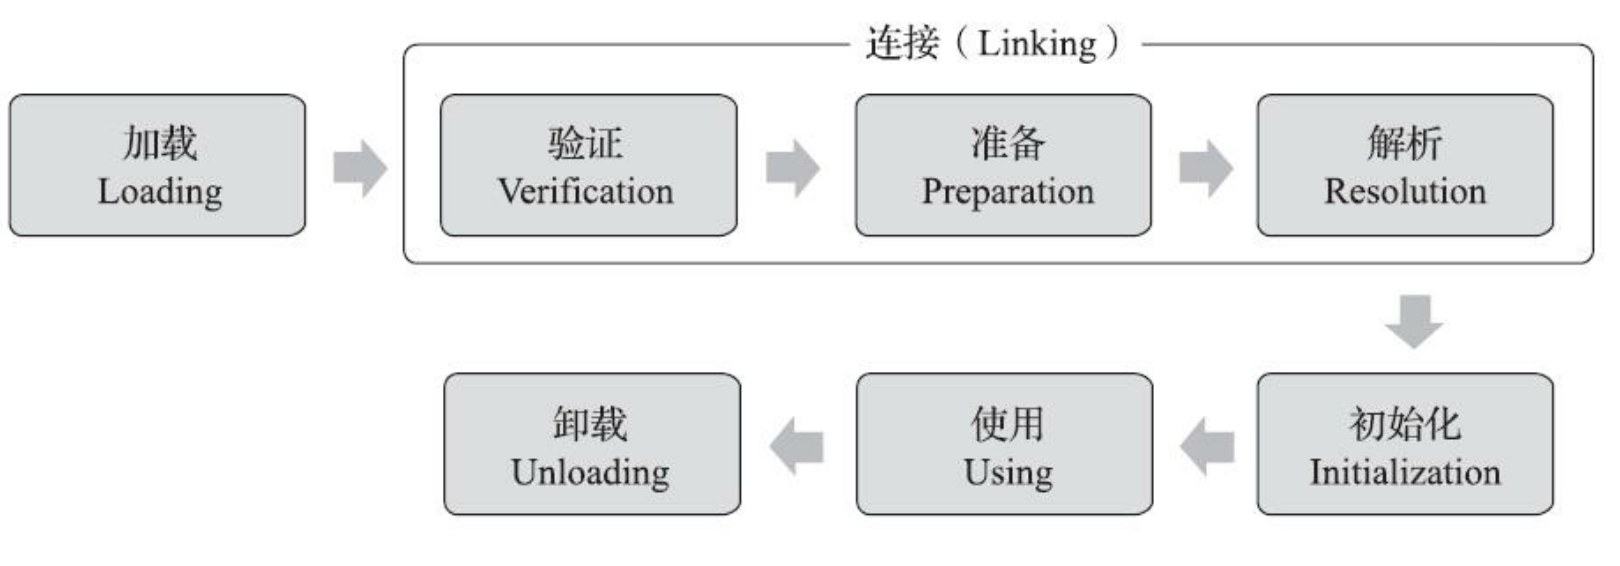 连接（Linking）
加载
Loading
验证
Verification
准备
Preparation
解析
Resolution
初始化
Initialization
使用
Using
卸载
Unloading